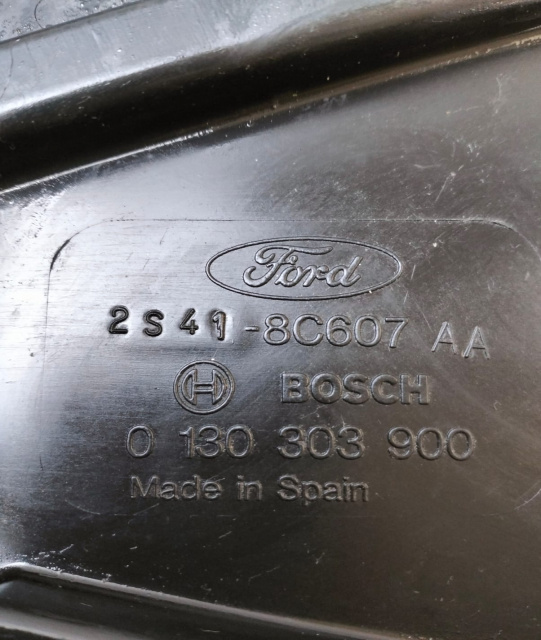 Ford
2S41-8C607 AA
BOSCH
0 130 303 900
Made in Spain